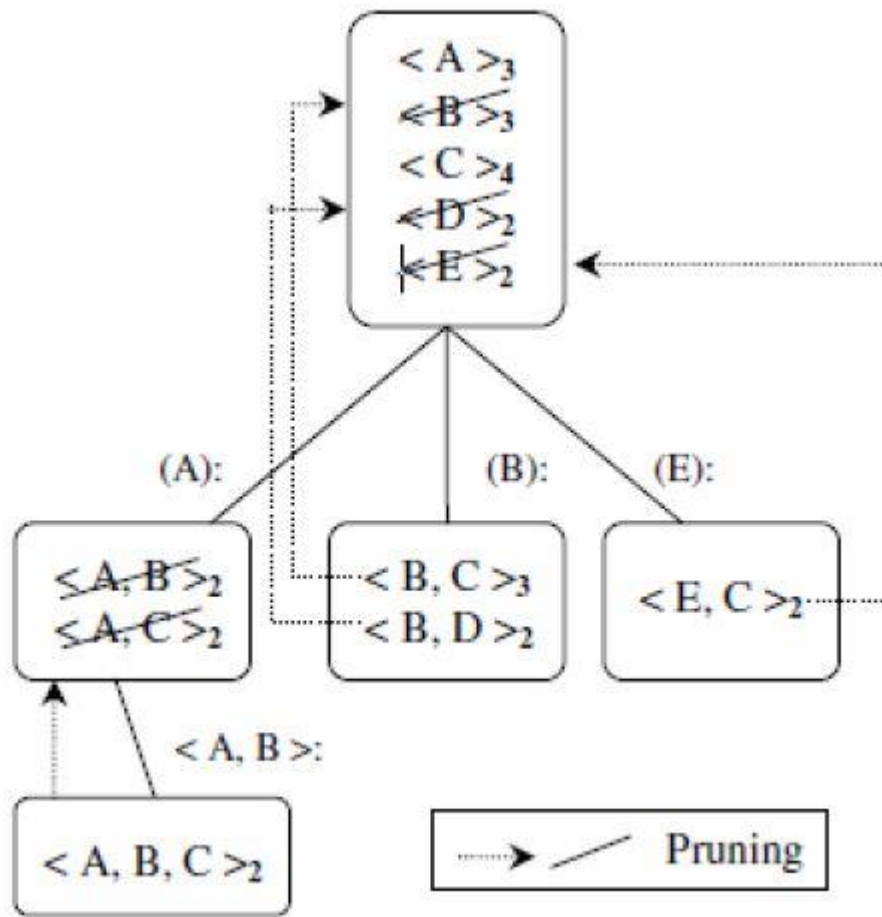 < A >3
< B >3
< C >4
< D >2
< E >2
(A):
(B):
(E):
< A, B >2
< A, C >2
< B, C >3
< B, D >2
< E, C >2
< A, B >:
< A, B, C >2
Pruning